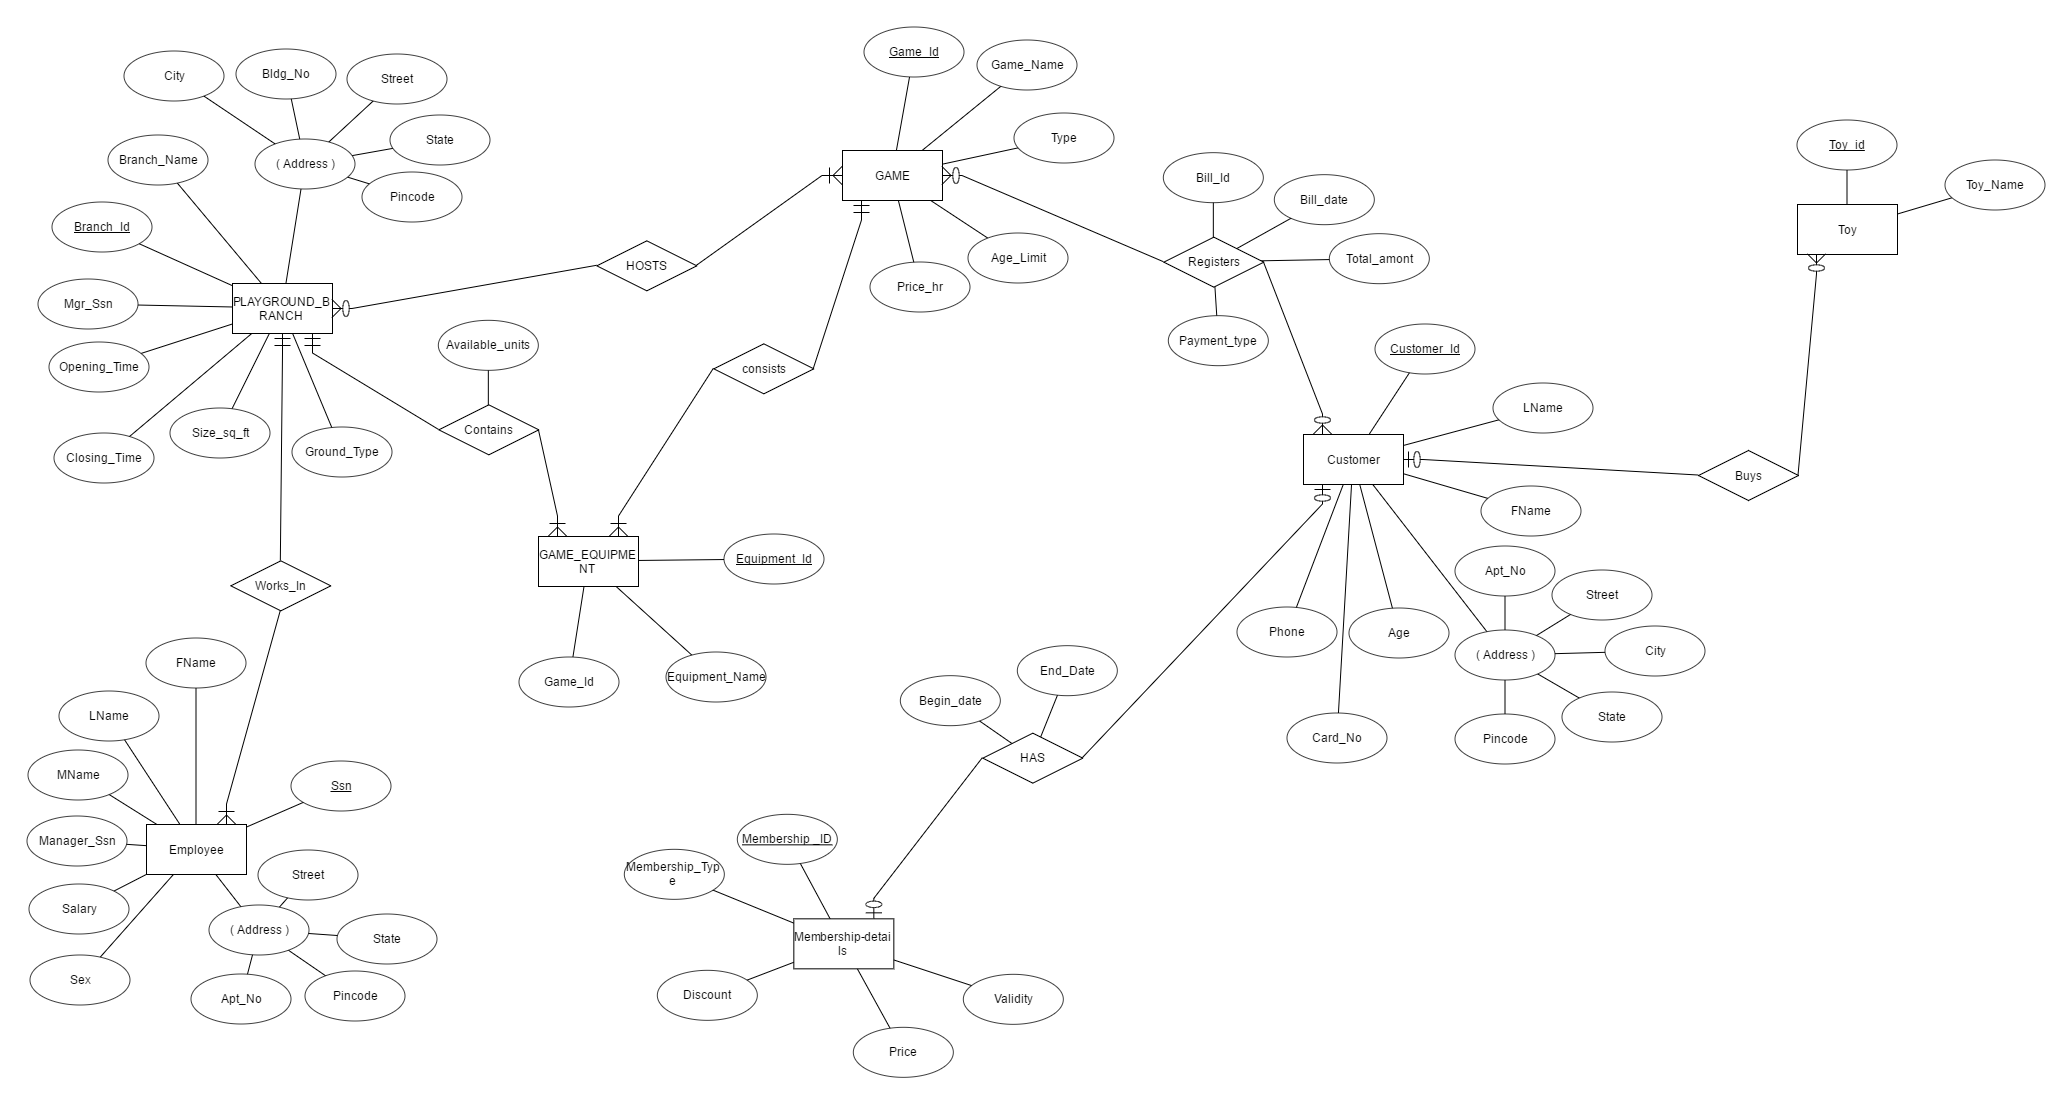 Game_Id
Game_Name
City
Bldg_No
Street
Type
State
Toy_id
Branch_Name
( Address )
GAME
Bill_Id
Toy_Name
Pincode
Bill_date
Branch_Id
Toy
HOSTS
Registers
Total_amont
Age_Limit
Price_hr
Mgr_Ssn
PLAYGROUND_B
RANCH
Available_units
Payment_type
Customer_Id
Opening_Time
consists
LName
Size_sq_ft
Contains
Closing_Time
Ground_Type
Customer
Buys
FName
GAME_EQUIPME
NT
Equipment_Id
Apt_No
Works_In
Street
Phone
Age
( Address )
City
FName
Game_Id
Equipment_Name
End_Date
Begin_date
LName
State
Card_No
Pincode
HAS
MName
Ssn
Manager_Ssn
Employee
Membership _ID
Membership_Typ
e
Street
Salary
( Address )
State
Membership-detai
ls
Sex
Apt_No
Pincode
Discount
Validity
Price